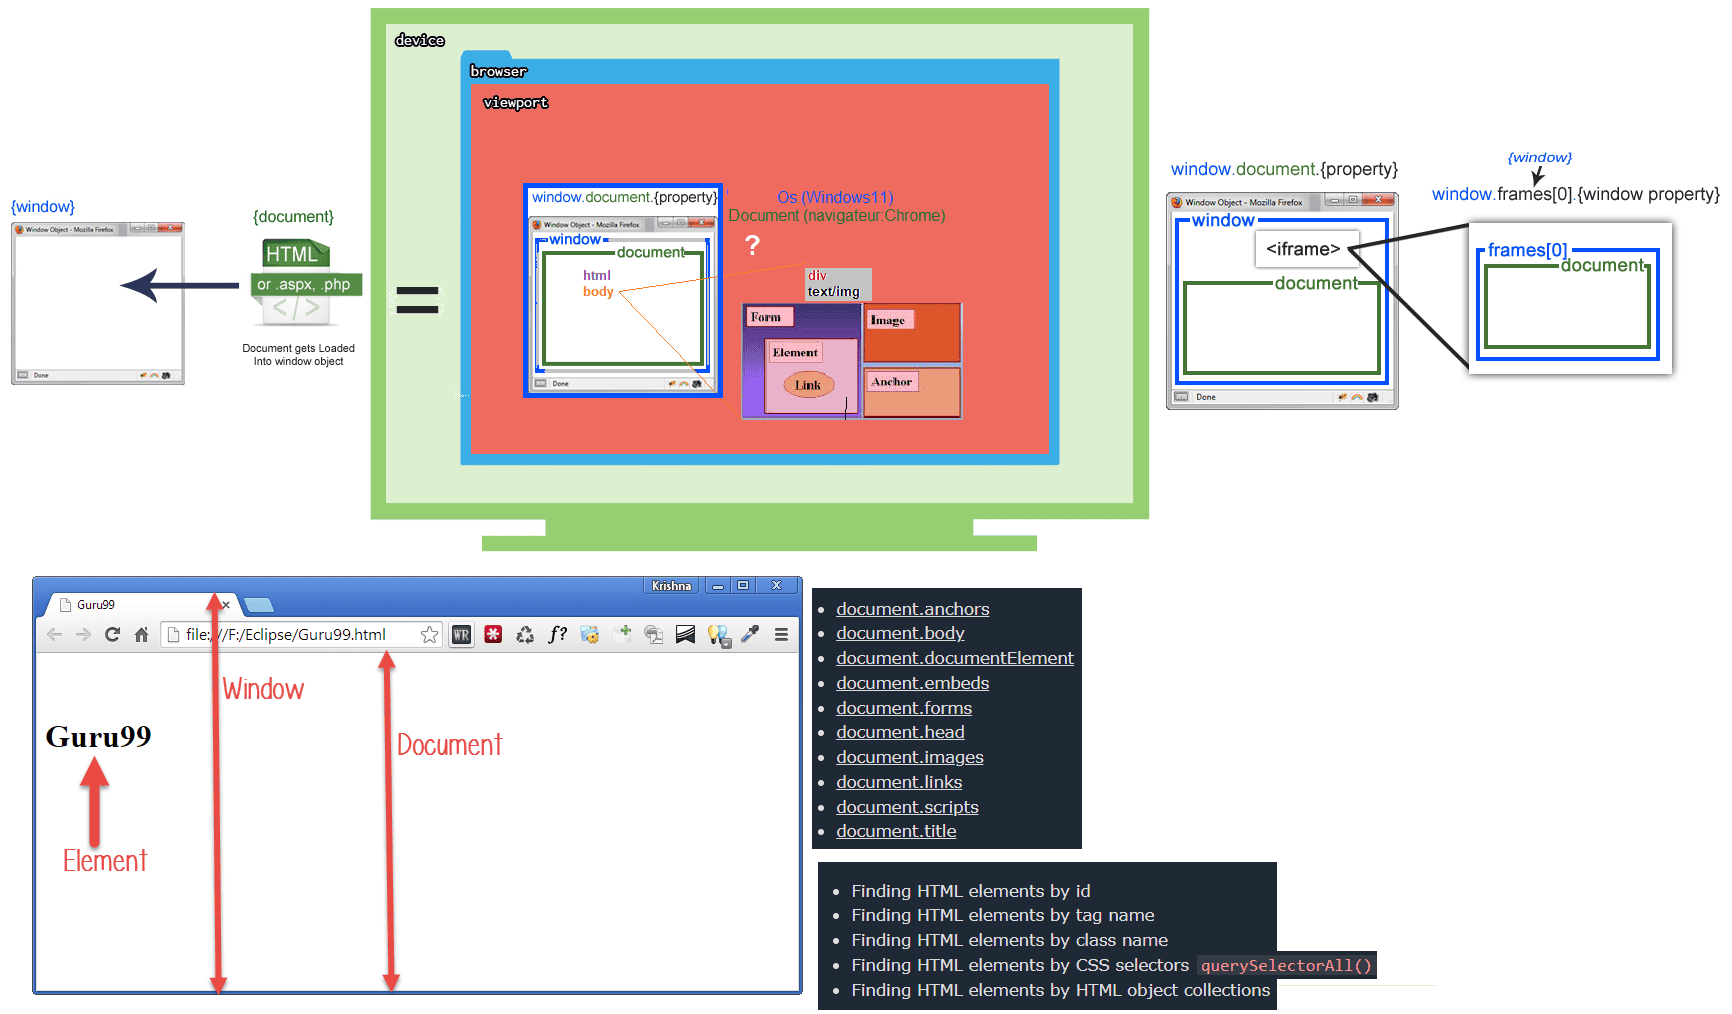 device
browser
viewport
{window}
Window Object - Mozilla Firefox
Done
{document}
HTML
or .aspx, .php
</>
Document gets Loaded
Into window object
=
window.document.{property}
Window Object - Mozilla Firefox
window
document
html
body
Done
Os (Windows11)
Document (navigateur:Chrome)
?
div
text/img
Form
Element
Link
Image
Anchor
window.document.{property}
Window Object - Mozilla Firefox
window
<iframe>
document
Done
{window}
window.frames[0].{window property}
frames[0]
document
Krishna
Guru99
file:///F:/Eclipse/Guru99.html
WR
f?
Window
Document
Guru99
Element
document.anchors
document.body
document.documentElement
document.embeds
document.forms
document.head
document.images
document.links
document.scripts
document.title
Finding HTML elements by id
Finding HTML elements by tag name
Finding HTML elements by class name
Finding HTML elements by CSS selectors querySelectorAll()
Finding HTML elements by HTML object collections